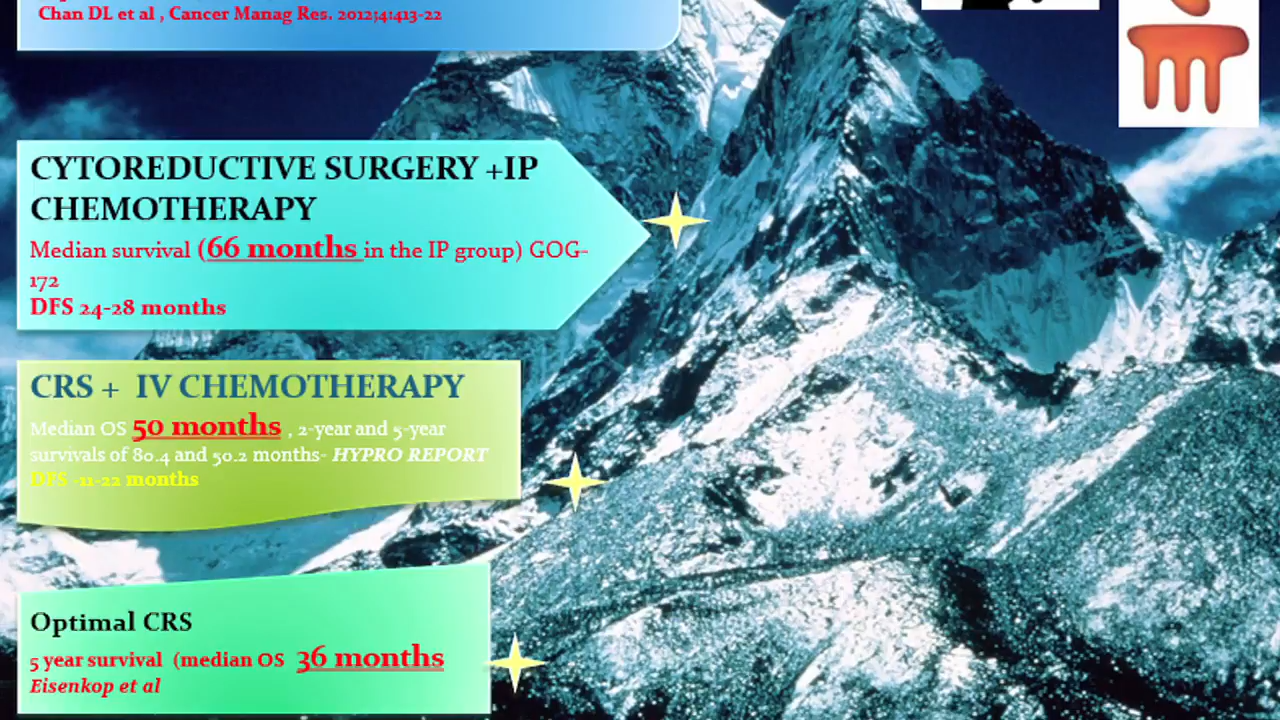 Chan DL et al , Cancer Manag Res. 2012;41413-22
CYTOREDUCTIVE SURGERY +IP
CHEMOTHERAPY
Median survival (66 months in the IP group) GOG-
172
DFS 24-28 months
CRS + IV CHEMOTHERAPY
Median OS 50 months , 2-year and 5-year
survivals of 80.4 and 50.2 months- HYPRO REPORT
DFS -11-22 months
Optimal CRS
5 year survival (median OS 36 months
Eisenkop et al